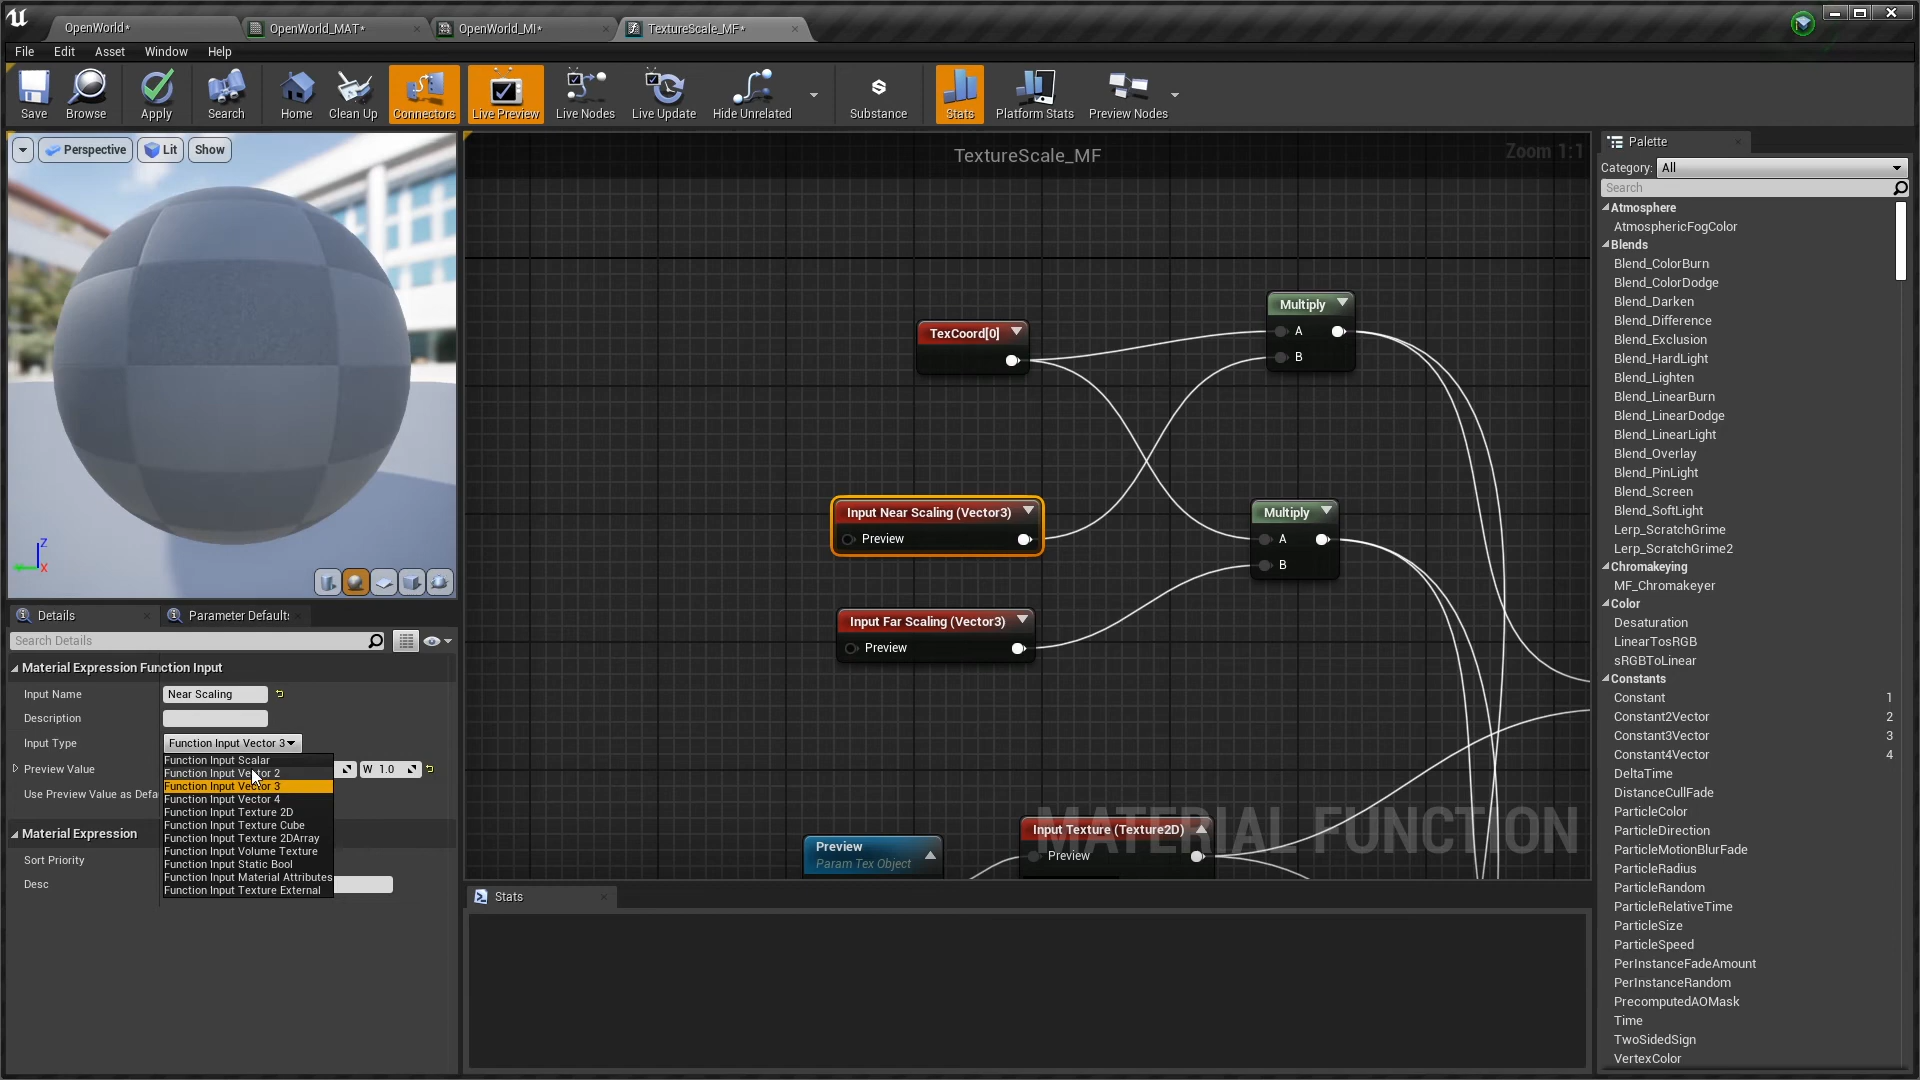 OpenWorld*
OpenWorld_MAT*
OpenWorld_MI*
TextureScale_MF*
File Edit Asset Window Help
Save
Browse
Apply
Search
Home
Clean Up
Connectors
Live Preview
Live Nodes
Live Update
Hide Unrelated
Substance
Stats
Platform Stats
Preview Nodes
Perspective
Lit
Show
Z
X
TextureScale_MF
Zoom 1:1
TexCoord[0]
Multiply
A
B
Input Near Scaling (Vector3)
Preview
Multiply
A
B
Input Far Scaling (Vector3)
Preview
Preview
Param Tex Object
Input Texture (Texture2D)
Preview
MATERIAL FUNCTION
Details
Parameter Defaults
Search Details
Material Expression Function Input
Input Name
Near Scaling
Description
Input Type
Function Input Vector 3
Preview Value
W 1.0
Use Preview Value as Defa
Function Input Scalar
Function Input Vector 2
Function Input Vector 3
Function Input Vector 4
Function Input Texture 2D
Function Input Texture Cube
Function Input Texture 2DArray
Function Input Volume Texture
Function Input Static Bool
Function Input Material Attributes
Function Input Texture External
Material Expression
Sort Priority
Desc
Stats
Palette
Category: All
Search
Atmosphere
AtmosphericFogColor
Blends
Blend_ColorBurn
Blend_ColorDodge
Blend_Darken
Blend_Difference
Blend_Exclusion
Blend_HardLight
Blend_Lighten
Blend_LinearBurn
Blend_LinearDodge
Blend_LinearLight
Blend_Overlay
Blend_PinLight
Blend_Screen
Blend_SoftLight
Lerp_ScratchGrime
Lerp_ScratchGrime2
Chromakeying
MF_Chromakeyer
Color
Desaturation
LinearTosRGB
sRGBToLinear
Constants
Constant 1
Constant2Vector 2
Constant3Vector 3
Constant4Vector 4
DeltaTime
DistanceCullFade
ParticleColor
ParticleDirection
ParticleMotionBlurFade
ParticleRadius
ParticleRandom
ParticleRelativeTime
ParticleSize
ParticleSpeed
PerInstanceFadeAmount
PerInstanceRandom
PrecomputedAOMask
Time
TwoSidedSign
VertexColor